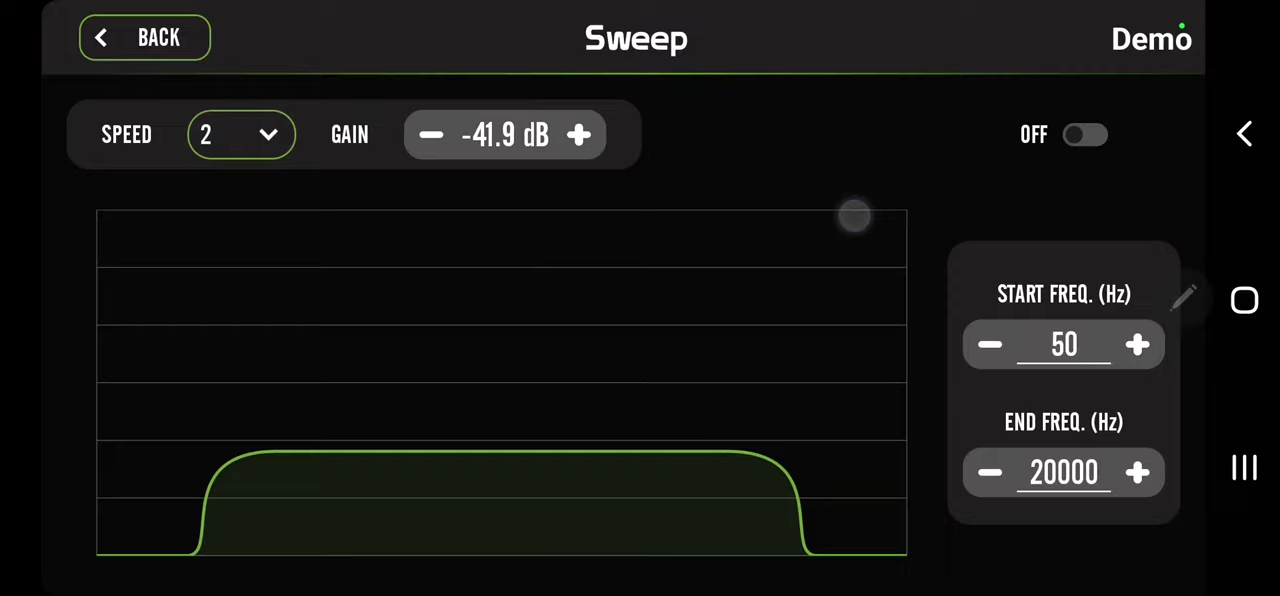 BACK
Sweep
Demo
SPEED
2
GAIN
-41.9 dB
OFF
START FREQ. (Hz)
50
END FREQ. (Hz)
20000